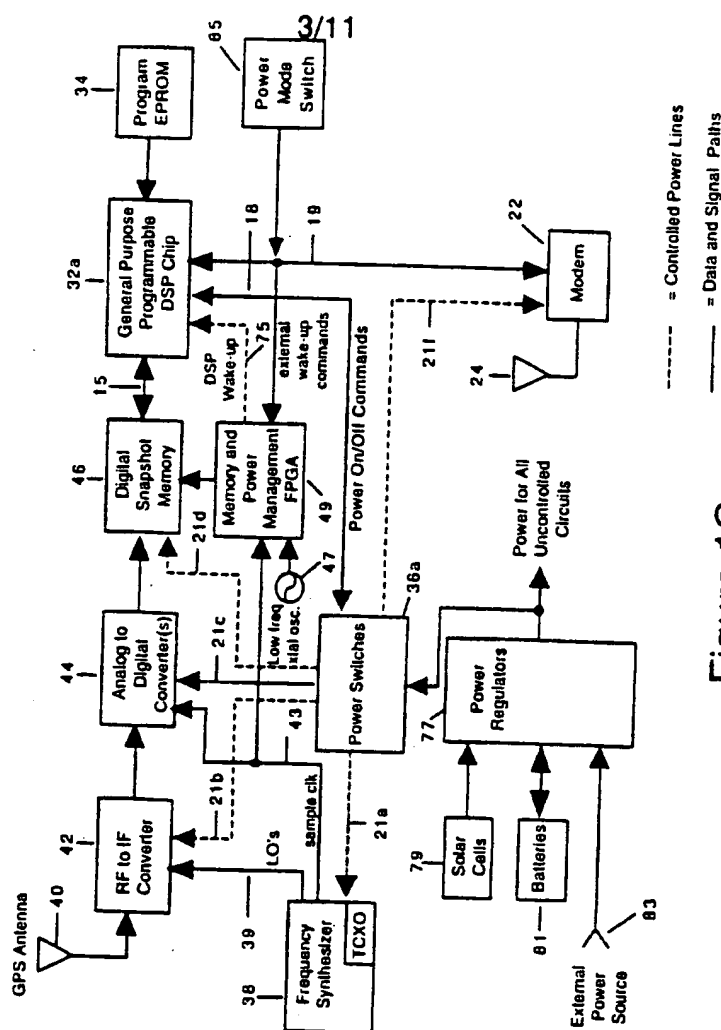 3/11
GPS Antenna
40
42
RF to IF
Converter
44
Analog to
Digital
Converter(s)
46
Digital
Snapshot
Memory
15
32a
General Purpose
Programmable
DSP Chip
34
Program
EPROM
65
Power
Mode
Switch
39
LO's
21b
43
sample clk
21c
21d
Low freq
xial osc.
47
Memory and
Power
Management
FPGA
49
DSP
Wake-up
75
external
wake-up
commands
18
19
38
Frequency
Synthesizer
TCXO
21a
Power Switches
36a
Power On/Off Commands
21f
22
Modem
24
79
Solar
Cells
Batteries
81
External
Power
Source
83
77
Power
Regulators
Power for All
Uncontrolled
Circuits
= Controlled Power Lines
= Data and Signal Paths